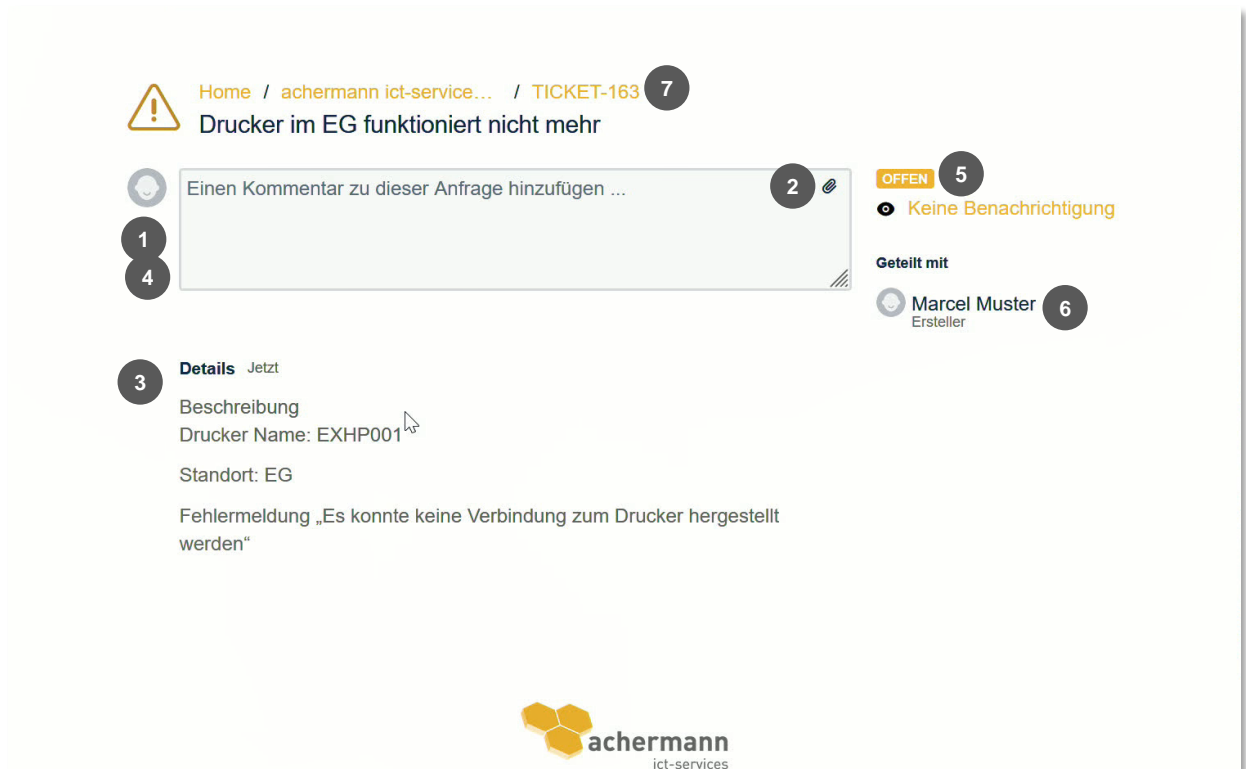 Home / achermann ict-service... / TICKET-163 7
Drucker im EG funktioniert nicht mehr
Einen Kommentar zu dieser Anfrage hinzufügen ... 2
OFFEN 5
Keine Benachrichtigung
1
4
Geteilt mit
Marcel Muster 6
Ersteller
3 Details Jetzt
Beschreibung
Drucker Name: EXHP001
Standort: EG
Fehlermeldung „Es konnte keine Verbindung zum Drucker hergestellt
werden“
achermann
ict-services